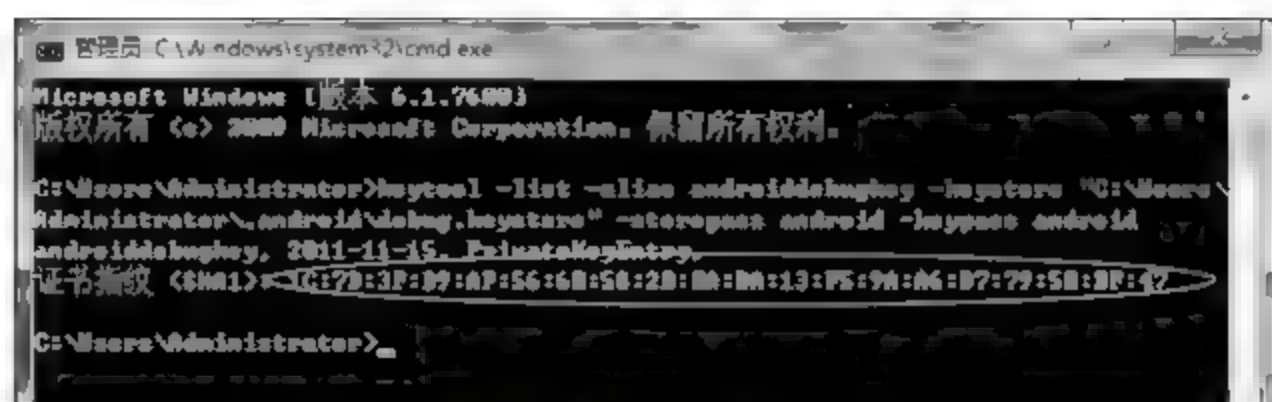 管理员 C:\Windows\system32\cmd.exe
Microsoft Windows [版本 6.1.7600]
版权所有 (c) 2009 Microsoft Corporation。保留所有权利。
C:\Users\Administrator>keytool -list -alias androiddebugkey -keystore "C:\Users\
Administrator\.android\debug.keystore" -storepass android -keypass android
androiddebugkey, 2011-11-15, PrivateKeyEntry,
证书指纹 (SHA1):
C:\Users\Administrator>_